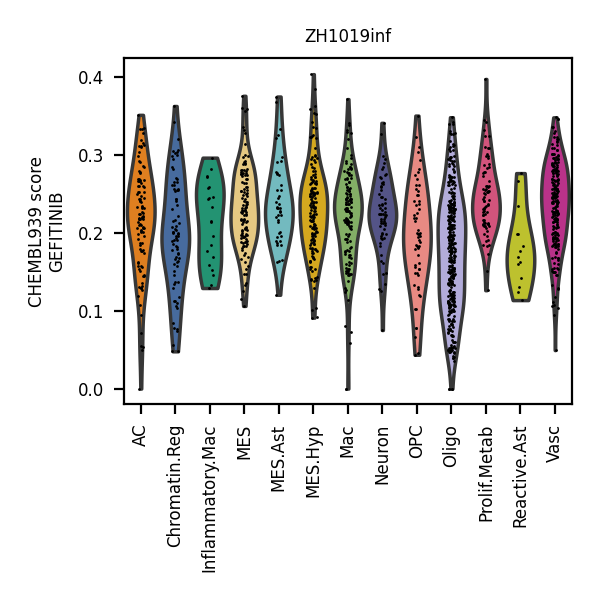 ZH1019inf
CHEMBL939 score
GEFITINIB
0.4
0.3
0.2
0.1
0.0
AC
Chromatin.Reg
Inflammatory.Mac
MES
MES.Ast
MES.Hyp
Mac
Neuron
OPC
Oligo
Prolif.Metab
Reactive.Ast
Vasc